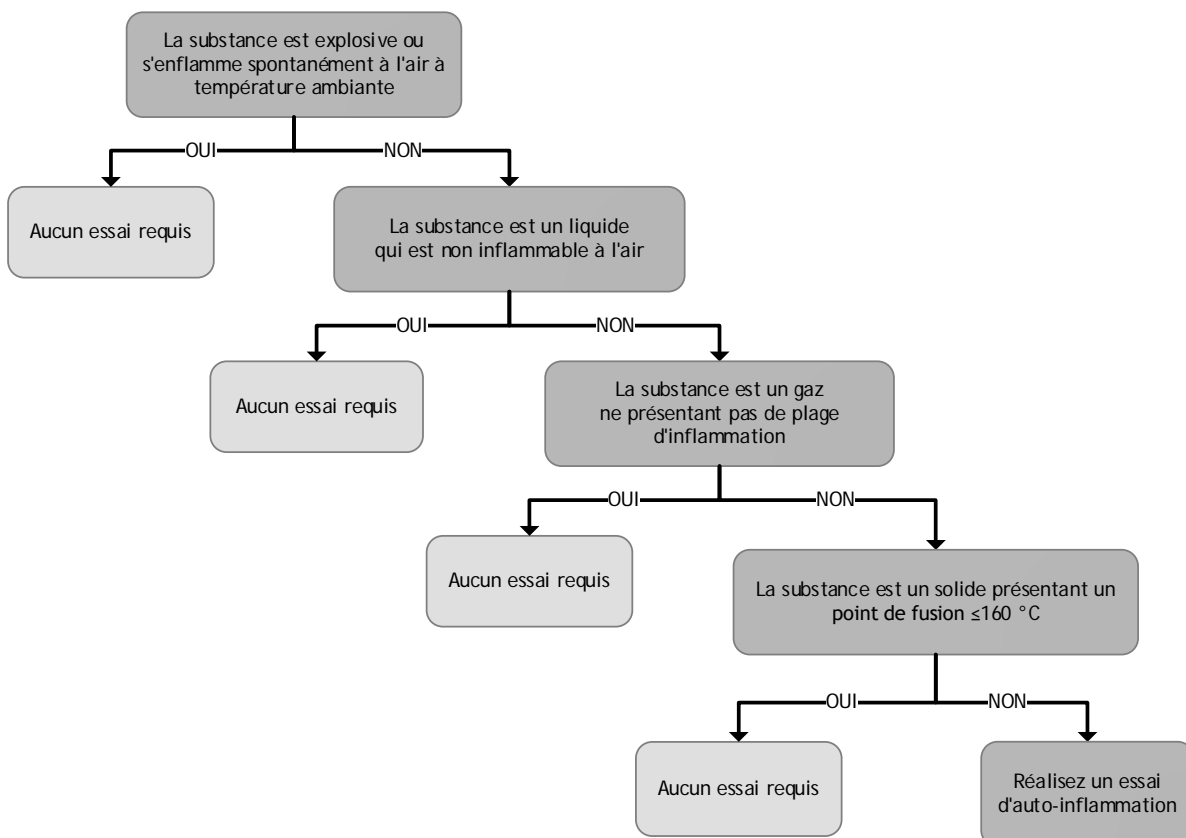 La substance est explosive ou
s'enflamme spontanément à l'air à
température ambiante
OUI
NON
Aucun essai requis
La substance est un liquide
qui est non inflammable à l'air
OUI
NON
Aucun essai requis
La substance est un gaz
ne présentant pas de plage
d'inflammation
OUI
NON
Aucun essai requis
La substance est un solide présentant un
point de fusion ≤160 °C
OUI
NON
Aucun essai requis
Réalisez un essai
d'auto-inflammation